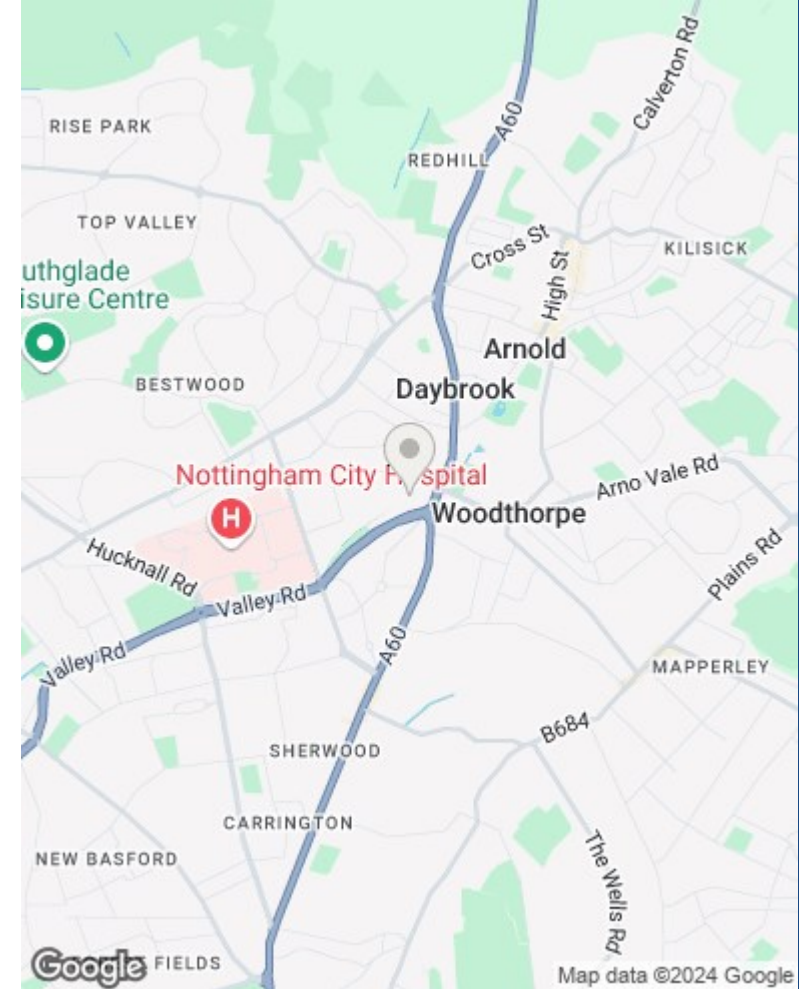 Calverton Rd
RISE PARK
A60
REDHILL
TOP VALLEY
Cross St
KILISICK
uthglade
isure Centre
High St
Arnold
BESTWOOD
Daybrook
Nottingham City H spital
H
Arno Vale Rd
Woodthorpe
Hucknall Rd
Plains Rd
Valley Rd
A60
Valley Rd
MAPPERLEY
B684
SHERWOOD
CARRINGTON
The Wells Rd
NEW BASFORD
Google
FIELDS
Map data ©2024 Google